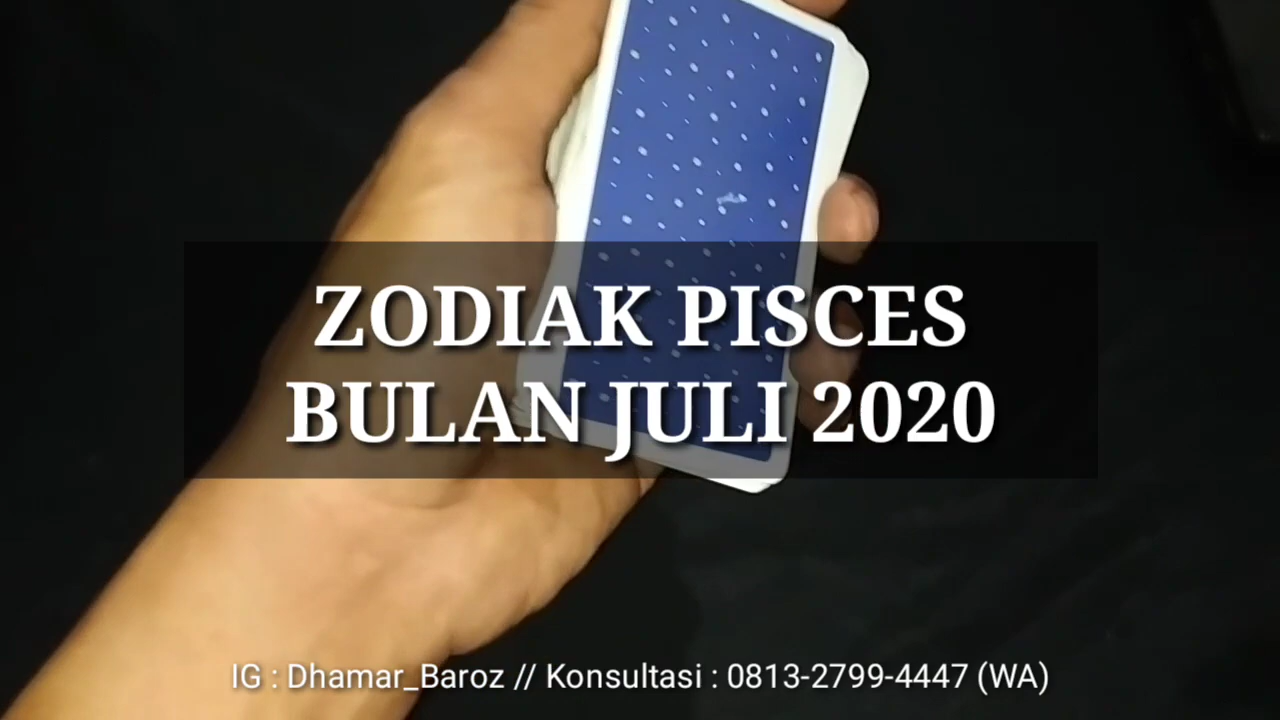 ZODIAK PISCES
BULAN JULI 2020
IG : Dhamar_Baroz // Konsultasi : 0813-2799-4447 (WA)